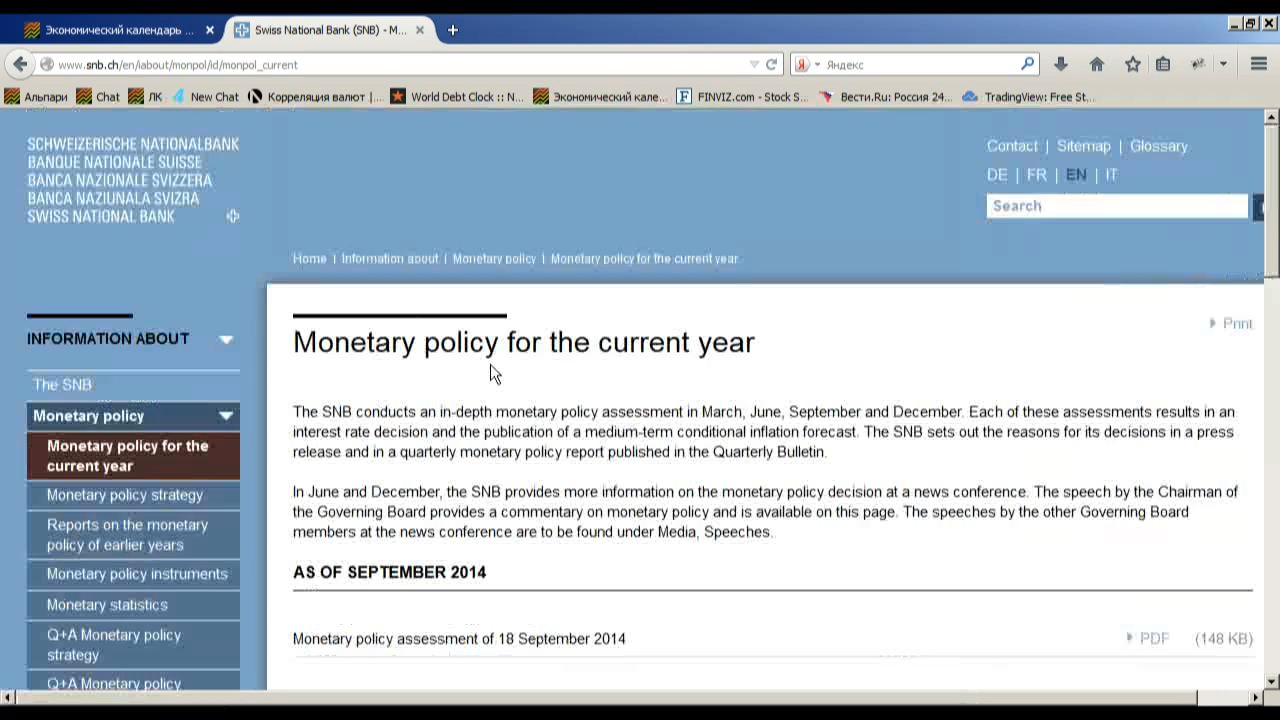 Экономический календарь ...
Swiss National Bank (SNB) - M...
www.snb.ch/en/iabout/monpol/id/monpol_current
Яндекс
Альпари
Chat
ЛК
New Chat
Корреляция валют |...
World Debt Clock :: N...
Экономический кале...
FINVIZ.com - Stock S...
Вести.Ru: Россия 24...
TradingView: Free St...
SCHWEIZERISCHE NATIONALBANK
BANQUE NATIONALE SUISSE
BANCA NAZIONALE SVIZZERA
BANCA NAZIUNALA SVIZRA
SWISS NATIONAL BANK
Contact | Sitemap | Glossary
DE | FR | EN | IT
Search
Home | Information about | Monetary policy | Monetary policy for the current year
INFORMATION ABOUT
The SNB
Monetary policy
Monetary policy for the
current year
Monetary policy strategy
Reports on the monetary
policy of earlier years
Monetary policy instruments
Monetary statistics
Q+A Monetary policy
strategy
Q+A Monetary policy
Print
Monetary policy for the current year
The SNB conducts an in-depth monetary policy assessment in March, June, September and December. Each of these assessments results in an
interest rate decision and the publication of a medium-term conditional inflation forecast. The SNB sets out the reasons for its decisions in a press
release and in a quarterly monetary policy report published in the Quarterly Bulletin.
In June and December, the SNB provides more information on the monetary policy decision at a news conference. The speech by the Chairman of
the Governing Board provides a commentary on monetary policy and is available on this page. The speeches by the other Governing Board
members at the news conference are to be found under Media, Speeches.
AS OF SEPTEMBER 2014
Monetary policy assessment of 18 September 2014
PDF (148 KB)